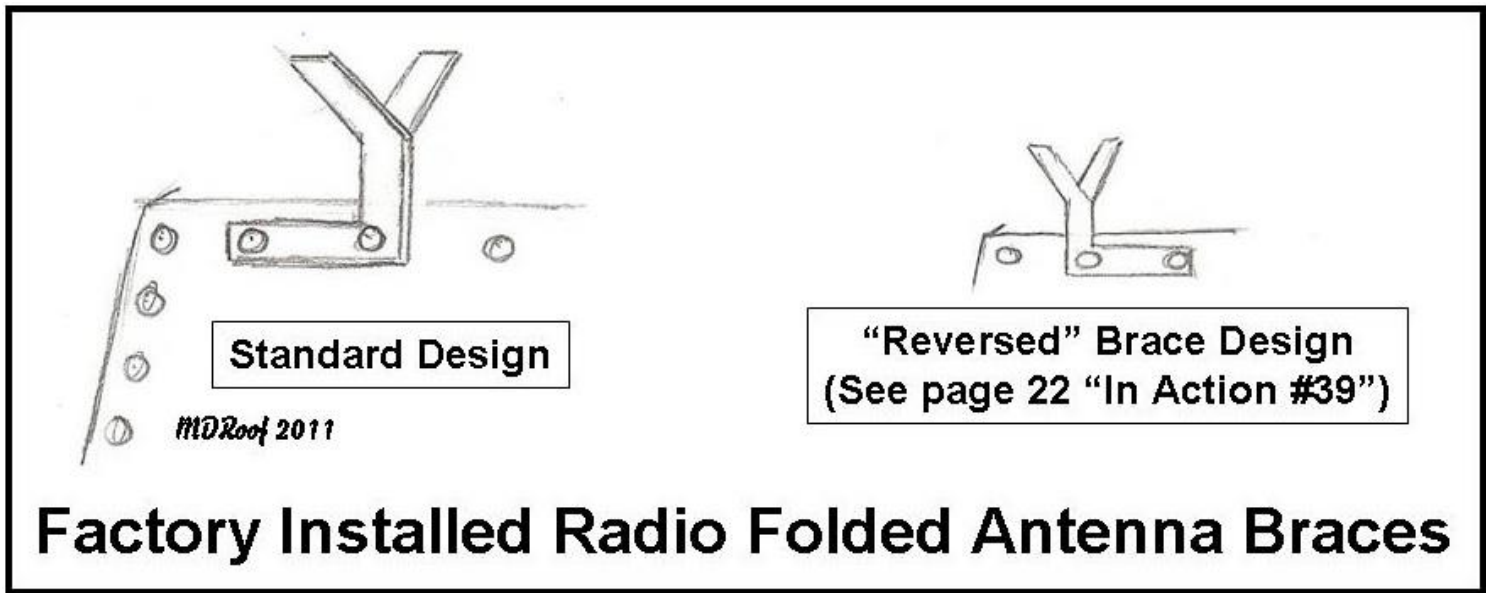 Standard Design
MDRoof 2011
“Reversed” Brace Design
(See page 22 “In Action #39”)
Factory Installed Radio Folded Antenna Braces